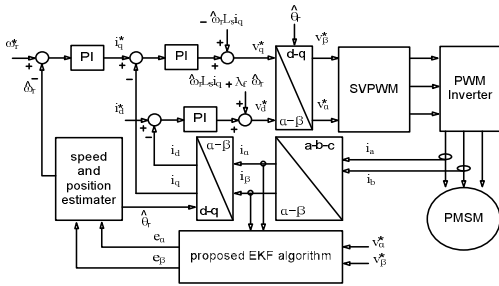 - ω̂rLsiq
θ̂r
ω*r
+
-
ω̂r
PI
i*q
+
-
PI
+
+
v*q
d-q
α-β
v*β
v*α
SVPWM
PWM
Inverter
ω̂rLsiq + λf ω̂r
i*d
+
-
PI
+
+
v*d
id
iq
α-β
d-q
iα
iβ
a-b-c
α-β
ia
ib
PMSM
speed
and
position
estimater
θ̂r
eα
eβ
proposed EKF algorithm
v*α
v*β